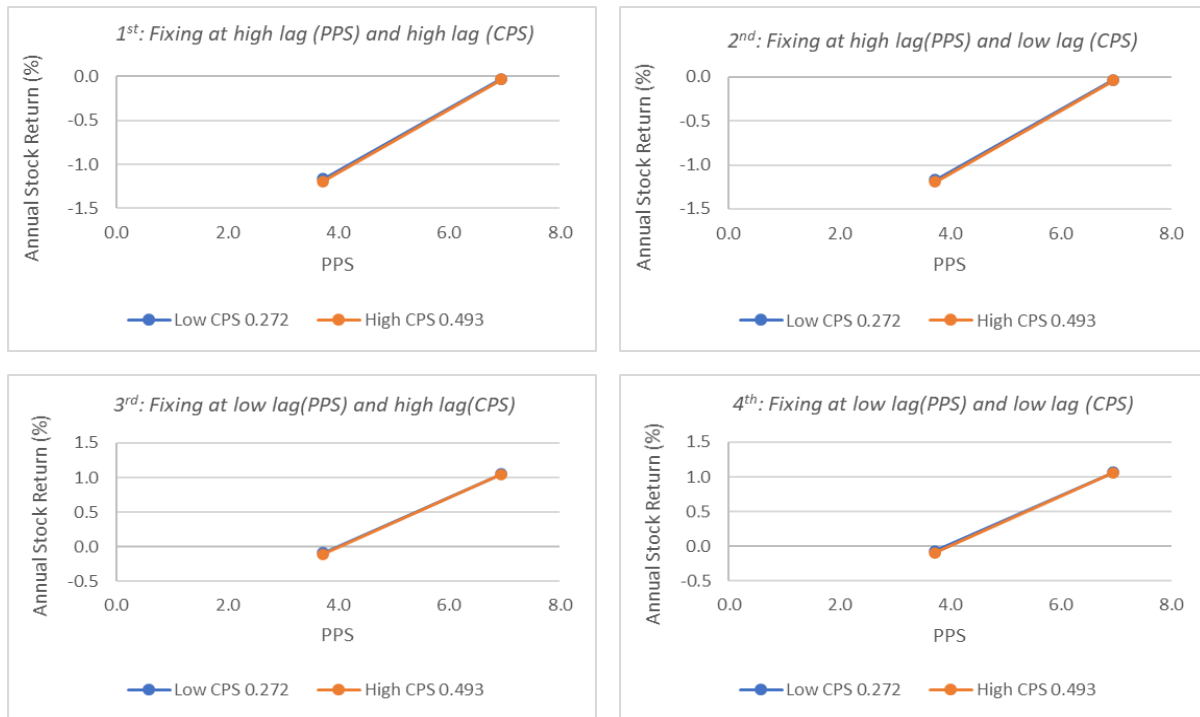 1st: Fixing at high lag (PPS) and high lag (CPS)
Annual Stock Return (%)
0.0
-0.5
-1.0
-1.5
0.0 2.0 4.0 6.0 8.0
PPS
Low CPS 0.272 High CPS 0.493
2nd: Fixing at high lag(PPS) and low lag (CPS)
Annual Stock Return (%)
0.0
-0.5
-1.0
-1.5
0.0 2.0 4.0 6.0 8.0
PPS
Low CPS 0.272 High CPS 0.493
3rd: Fixing at low lag(PPS) and high lag(CPS)
Annual Stock Return (%)
1.5
1.0
0.5
0.0
-0.5
0.0 2.0 4.0 6.0 8.0
PPS
Low CPS 0.272 High CPS 0.493
4th: Fixing at low lag(PPS) and low lag (CPS)
Annual Stock Return (%)
1.5
1.0
0.5
0.0
-0.5
0.0 2.0 4.0 6.0 8.0
PPS
Low CPS 0.272 High CPS 0.493